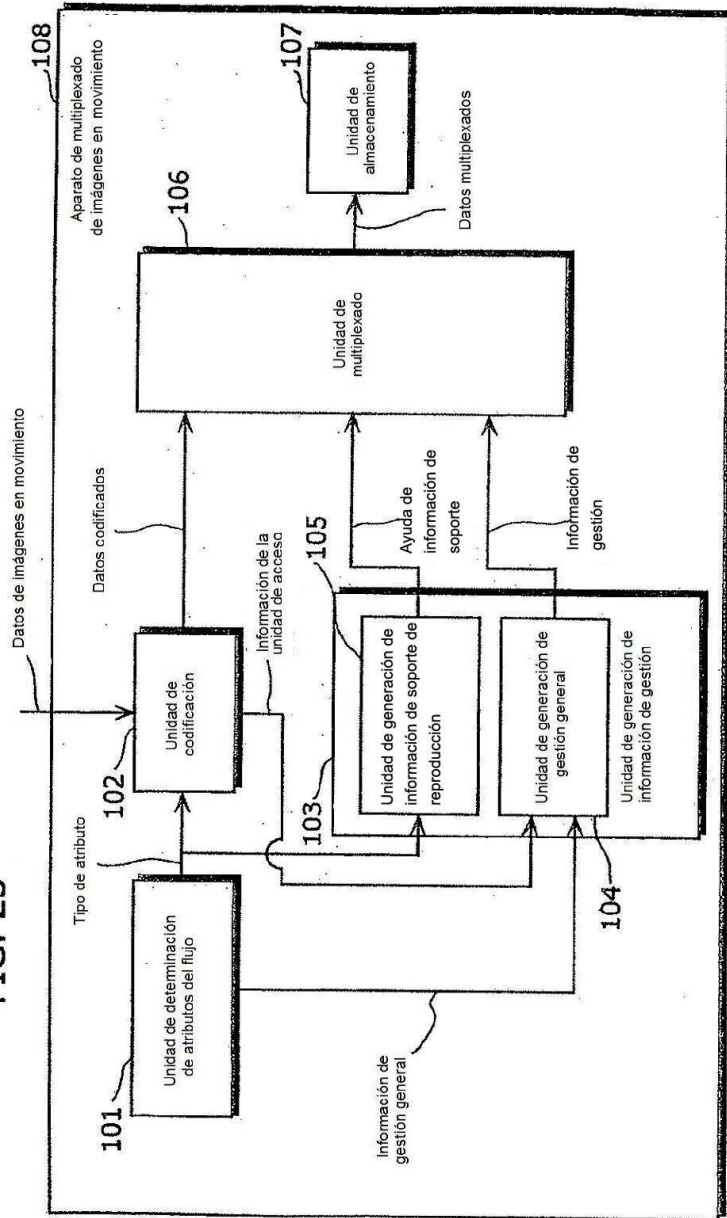 FIG. 25
Datos de imágenes en movimiento
108
Aparato de multiplexado
de imágenes en movimiento
Tipo de atributo
101
Unidad de determinación
de atributos del flujo
102
Unidad de
codificación
Datos codificados
106
Unidad de
multiplexado
107
Unidad de
almacenamiento
Datos multiplexados
Información de la
unidad de acceso
103
105
Unidad de generación de
información de soporte de
reproducción
Ayuda de
información de
soporte
Unidad de generación de
gestión general
Unidad de generación de
información de gestión
104
Información de
gestión
Información de
gestión general